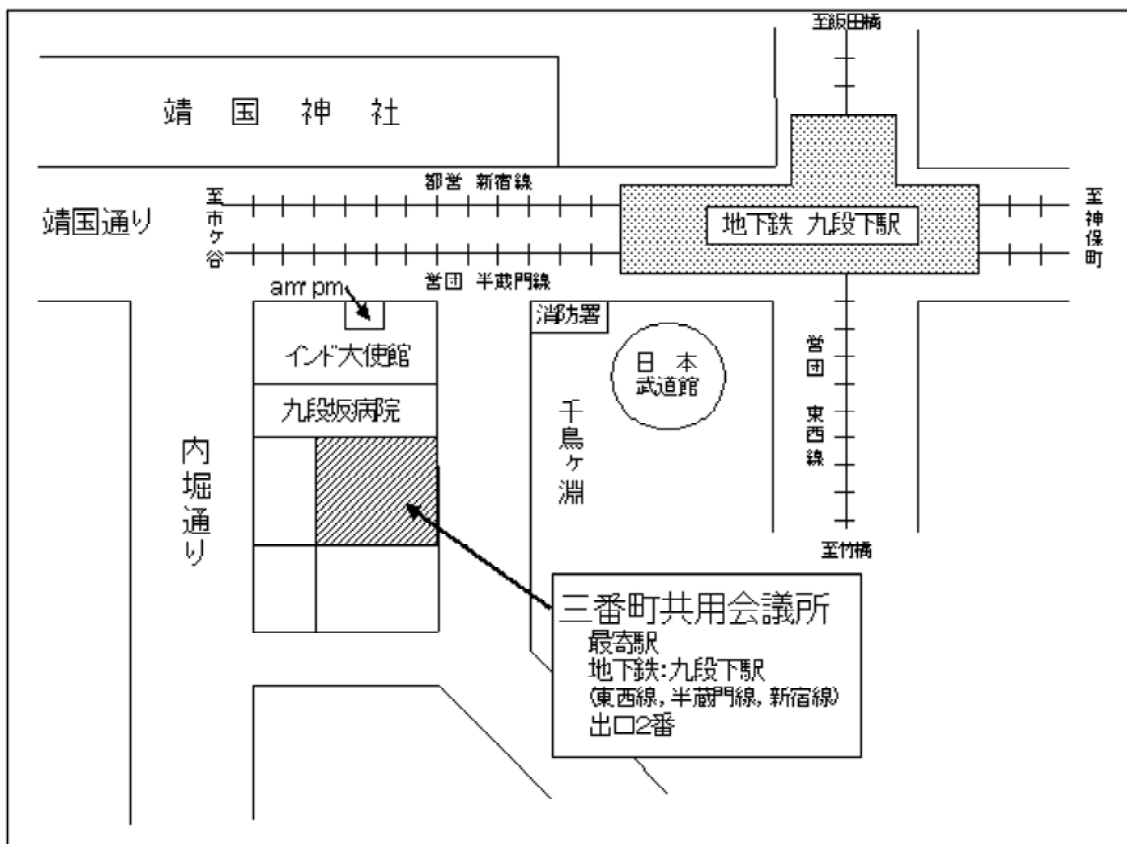 至飯田橋
靖国神社
都営 新宿線
至市ヶ谷
靖国通り
地下鉄 九段下駅
至神保町
営団 半蔵門線
am pm
消防署
インド大使館
日本
武道館
九段坂病院
営団 東西線
千鳥ヶ淵
内堀通り
至竹橋
三番町共用会議所
最寄駅
地下鉄:九段下駅
(東西線,半蔵門線,新宿線)
出口2番